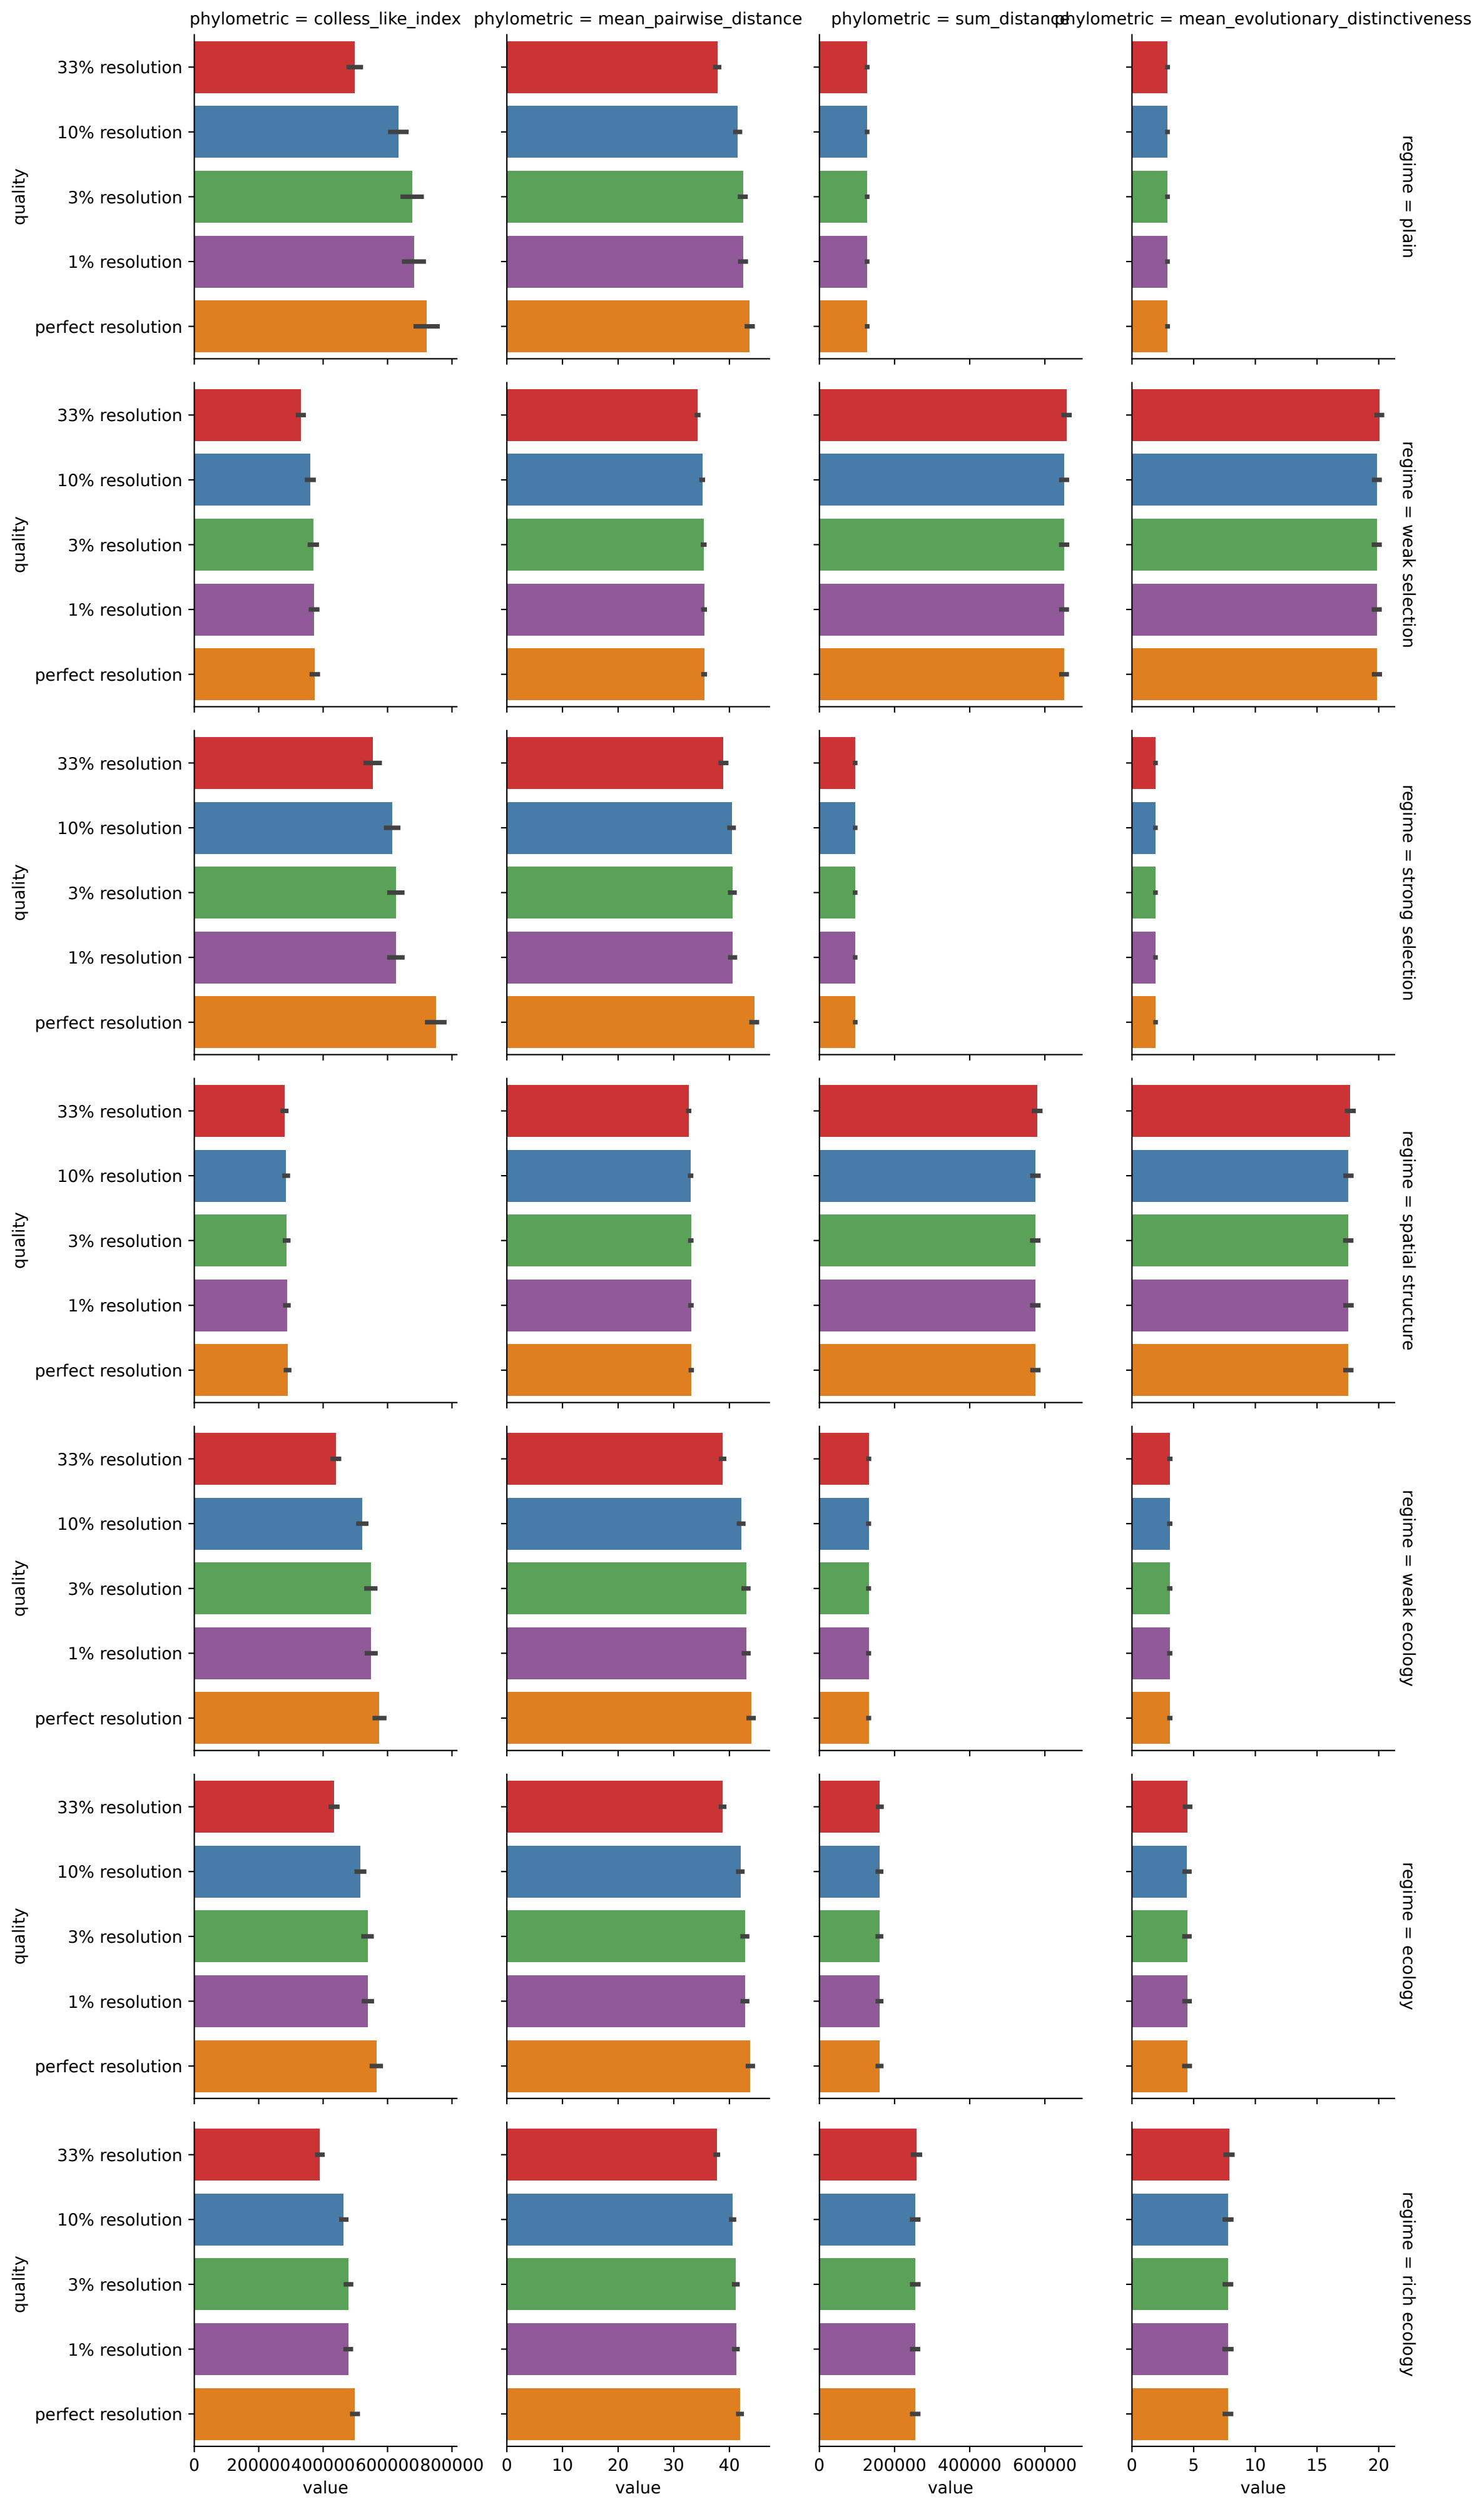 phylometric = colless_like_index
phylometric = mean_pairwise_distance
phylometric = sum_distance
phylometric = mean_evolutionary_distinctiveness
quality
33% resolution
10% resolution
3% resolution
1% resolution
perfect resolution
regime = plain
quality
33% resolution
10% resolution
3% resolution
1% resolution
perfect resolution
regime = weak selection
quality
33% resolution
10% resolution
3% resolution
1% resolution
perfect resolution
regime = strong selection
quality
33% resolution
10% resolution
3% resolution
1% resolution
perfect resolution
regime = spatial structure
quality
33% resolution
10% resolution
3% resolution
1% resolution
perfect resolution
regime = weak ecology
quality
33% resolution
10% resolution
3% resolution
1% resolution
perfect resolution
regime = ecology
quality
33% resolution
10% resolution
3% resolution
1% resolution
perfect resolution
regime = rich ecology
0 200000 400000 600000 800000
value
0 10 20 30 40
value
0 200000 400000 600000
value
0 5 10 15 20
value